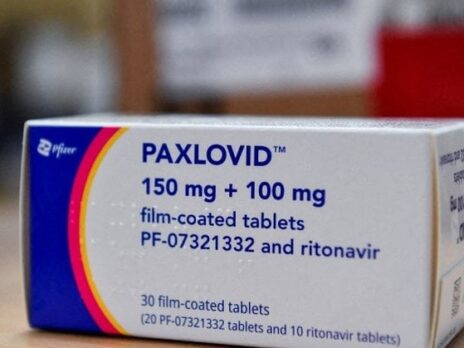 Pfizer
PAXLOVID™
150 mg + 100 mg
film-coated tablets
PF-07321332 and ritonavir
30 film-coated tablets
(20 PF-07321332 tablets and 10 ritonavir tablets)